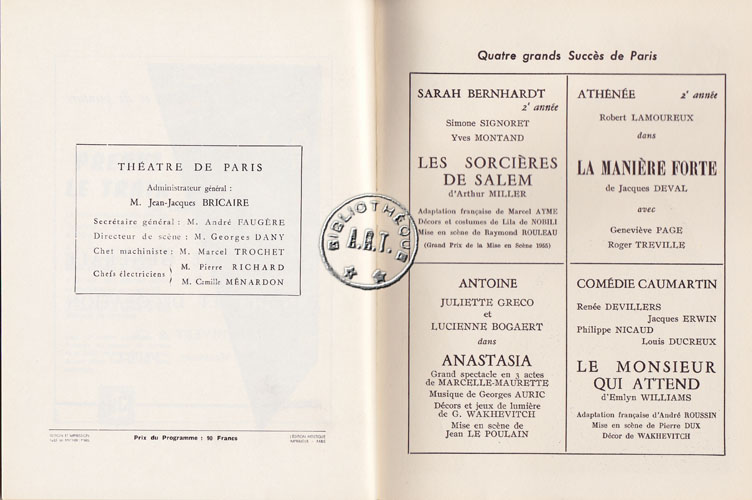 THÉATRE DE PARIS
Administrateur général :
M. Jean-Jacques BRICAIRE
Secrétaire général : M. André FAUGÈRE
Directeur de scène : M. Georges DANY
Chef machiniste : M. Marcel TROCHET
Chefs électriciens
M. Pierre RICHARD
M. Camille MÉNARDON
Prix du Programme : 90 Francs
BIBLIOTHÈQUE
A.R.T.
Quatre grands Succès de Paris
SARAH BERNHARDT
2e année
Simone SIGNORET
Yves MONTAND
LES SORCIÈRES
DE SALEM
d'Arthur MILLER
Adaptation française de Marcel AYME
Décors et costumes de Lila de NOBILI
Mise en scène de Raymond ROULEAU
(Grand Prix de la Mise en Scène 1955)
ATHÉNÉE 2e année
Robert LAMOUREUX
dans
LA MANIÈRE FORTE
de Jacques DEVAL
avec
Geneviève PAGE
Roger TREVILLE
ANTOINE
JULIETTE GRECO
et
LUCIENNE BOGAERT
dans
ANASTASIA
Grand spectacle en 3 actes
de MARCELLE-MAURETTE
Musique de Georges AURIC
Décors et jeux de lumière
de G. WAKHEVITCH
Mise en scène de
Jean LE POULAIN
COMÉDIE CAUMARTIN
Renée DEVILLERS
Jacques ERWIN
Philippe NICAUD
Louis DUCREUX
LE MONSIEUR
QUI ATTEND
d'Emlyn WILLIAMS
Adaptation française d'André ROUSSIN
Mise en scène de Pierre DUX
Décor de WAKHEVITCH